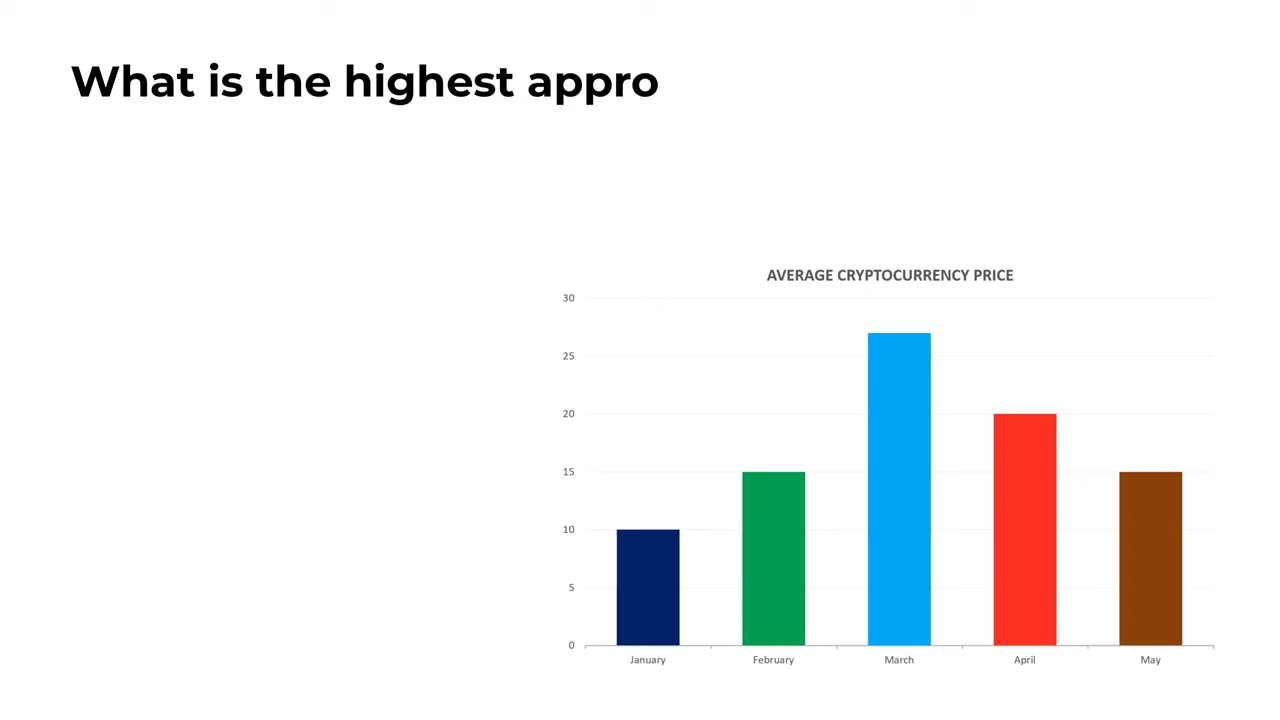 What is the highest appro
AVERAGE CRYPTOCURRENCY PRICE
30
25
20
15
10
5
0
January February March April May